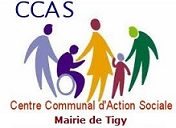 CCAS
Centre Communal d'Action Sociale
Mairie de Tigy